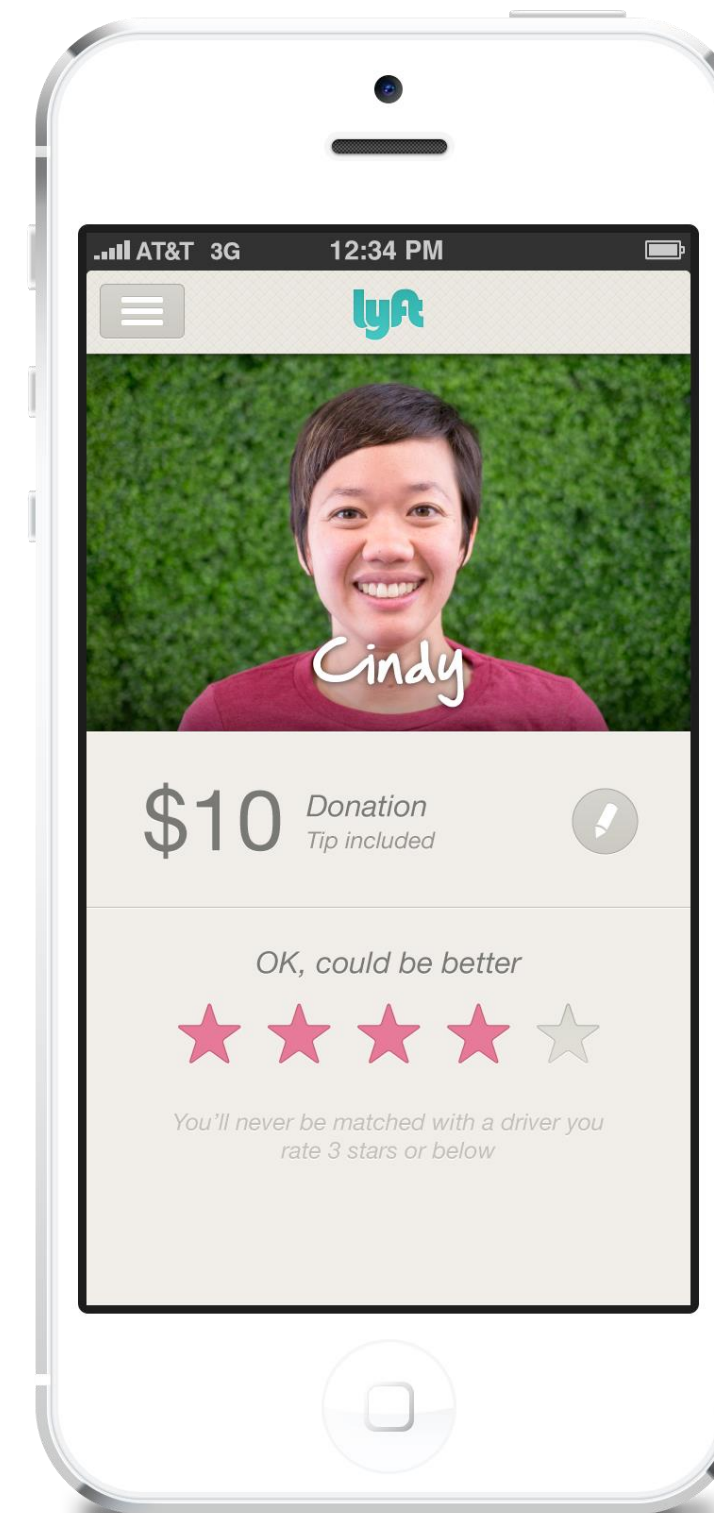 AT&T 3G 12:34 PM
lyft
Cindy
$10 Donation
Tip included
OK, could be better
You'll never be matched with a driver you
rate 3 stars or below